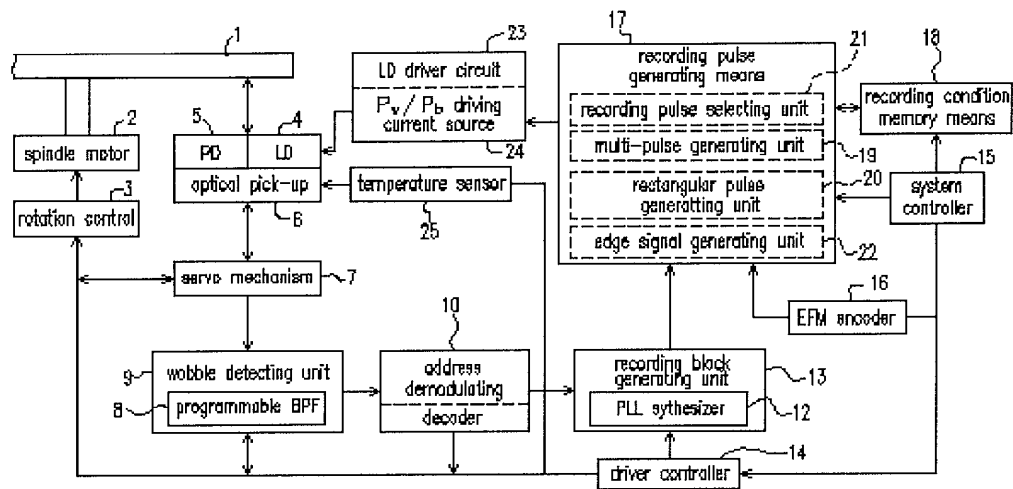 1
17
23
LD driver circuit
Pv/Pb driving
current source
24
recording pulse
generating means
21
recording pulse selecting unit
multi-pulse generating unit
19
rectangular pulse
generatting unit
20
edge signal generating unit
22
18
recording condition
memory means
15
system
controller
2
spindle motor
3
rotation control
5
4
PD
LD
optical pick-up
6
temperature sensor
25
servo mechanism
7
16
EFM encoder
10
9
wobble detecting unit
8
programmable BPF
address
demodulating
decoder
recording block
generating unit
13
PLL sythesizer
12
14
driver controller